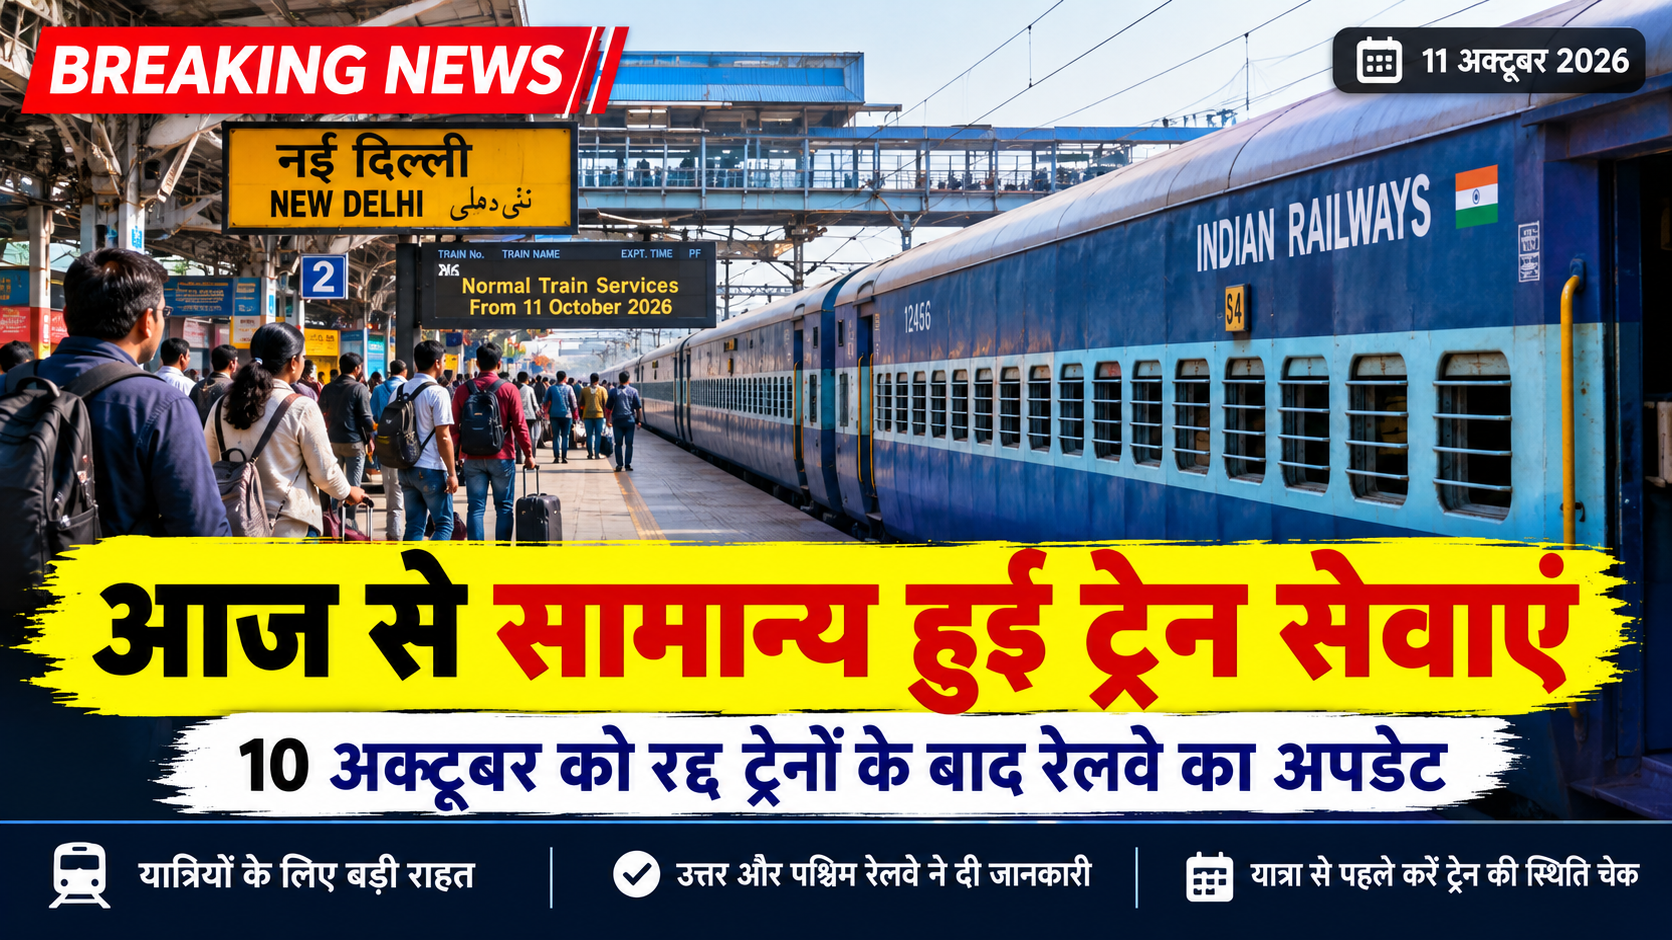 BREAKING NEWS
11 अक्टूबर 2026
नई दिल्ली
NEW DELHI نئی دہلی
TRAIN No. TRAIN NAME EXPT. TIME PF
Normal Train Services
From 11 October 2026
2
INDIAN RAILWAYS
S4
12456
आज से सामान्य हुई ट्रेन सेवाएं
10 अक्टूबर को रद्द ट्रेनों के बाद रेलवे का अपडेट
यात्रियों के लिए बड़ी राहत
उत्तर और पश्चिम रेलवे ने दी जानकारी
यात्रा से पहले करें ट्रेन की स्थिति चेक